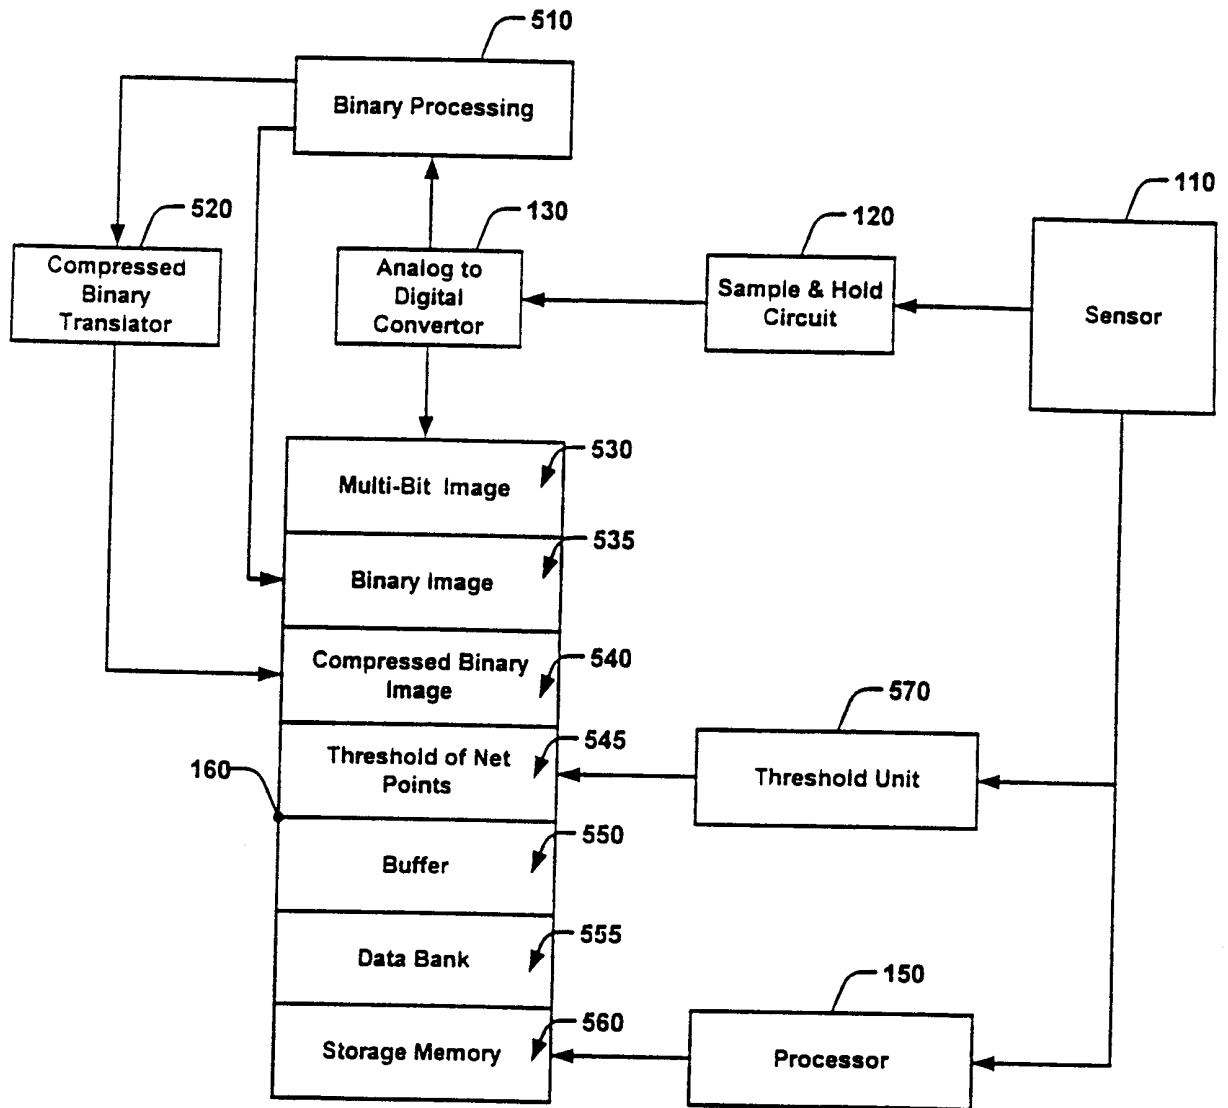 510
Binary Processing
110
520
130
120
Compressed
Binary
Translator
Analog to
Digital
Convertor
Sample & Hold
Circuit
Sensor
530
Multi-Bit Image
535
Binary Image
540
Compressed Binary
Image
570
545
Threshold of Net
Points
160
Threshold Unit
550
Buffer
555
Data Bank
150
560
Storage Memory
Processor